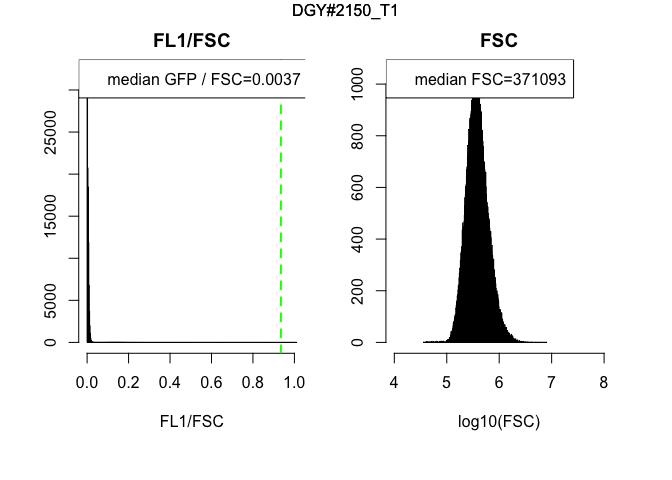 DGY#2150_T1
FL1/FSC
median GFP / FSC=0.0037
0
5000
15000
25000
0.0 0.2 0.4 0.6 0.8 1.0
FL1/FSC
FSC
median FSC=371093
0
200
400
600
800
1000
4 5 6 7 8
log10(FSC)